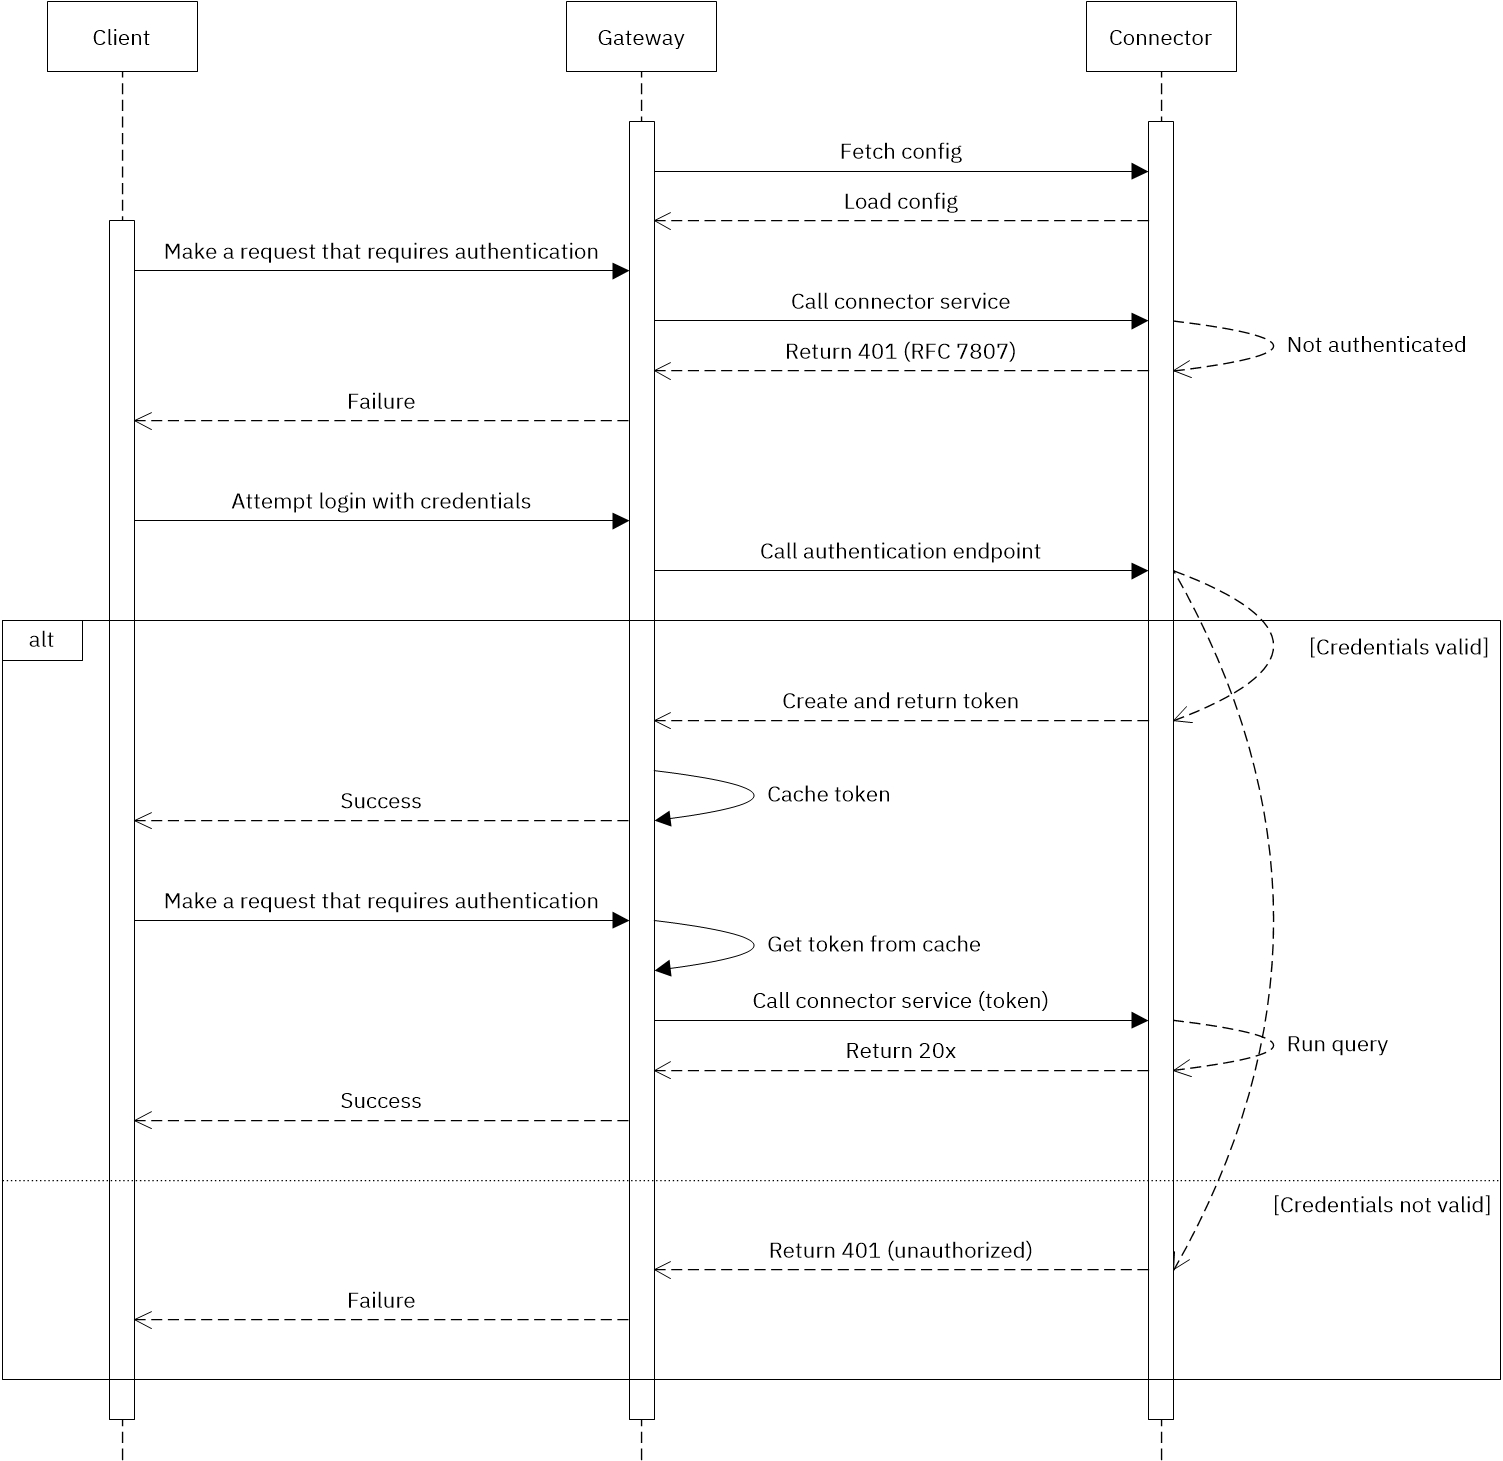 Client
Gateway
Connector
Fetch config
Load config
Make a request that requires authentication
Call connector service
Not authenticated
Return 401 (RFC 7807)
Failure
Attempt login with credentials
Call authentication endpoint
alt
[Credentials valid]
Create and return token
Cache token
Success
Make a request that requires authentication
Get token from cache
Call connector service (token)
Run query
Return 20x
Success
[Credentials not valid]
Return 401 (unauthorized)
Failure